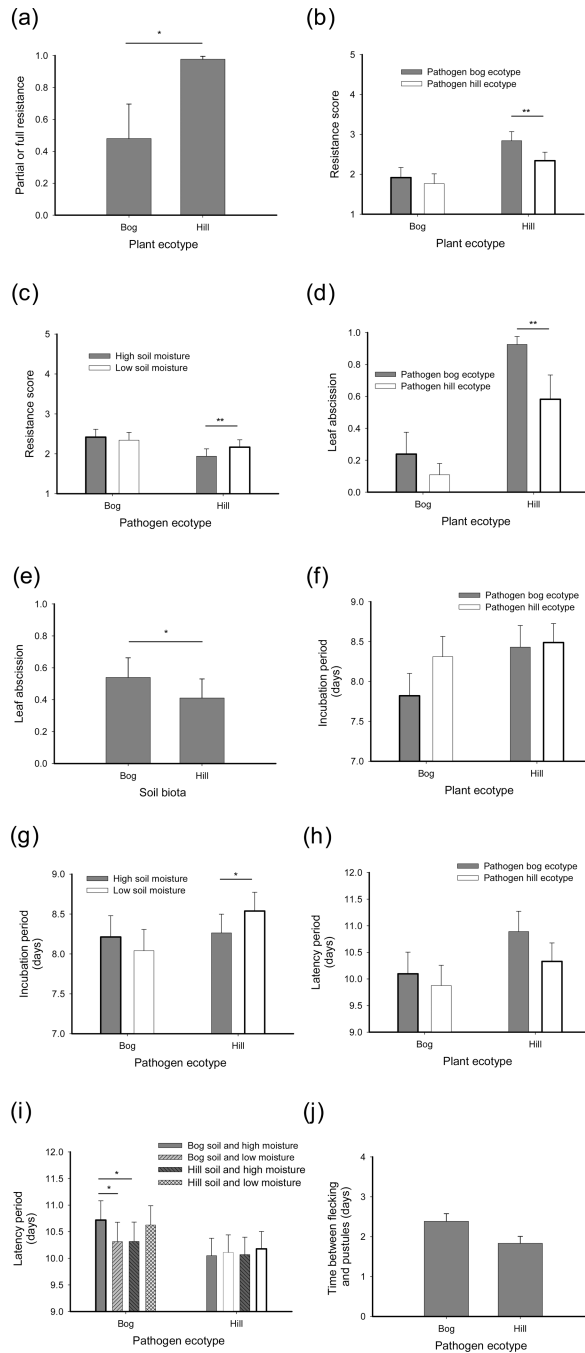 (a)
*
Partial or full resistance
1.0
0.8
0.6
0.4
0.2
0.0
Bog
Hill
Plant ecotype
(b)
Resistance score
5
4
3
2
1
Pathogen bog ecotype
Pathogen hill ecotype
**
Bog
Hill
Plant ecotype
(c)
Resistance score
5
4
3
2
1
High soil moisture
Low soil moisture
**
Bog
Hill
Pathogen ecotype
(d)
Leaf abscission
1.0
0.8
0.6
0.4
0.2
0.0
Pathogen bog ecotype
Pathogen hill ecotype
**
Bog
Hill
Plant ecotype
(e)
Leaf abscission
1.0
0.8
0.6
0.4
0.2
0.0
*
Bog
Hill
Soil biota
(f)
Incubation period
(days)
9.0
8.5
8.0
7.5
7.0
Pathogen bog ecotype
Pathogen hill ecotype
Bog
Hill
Plant ecotype
(g)
Incubation period
(days)
9.0
8.5
8.0
7.5
7.0
High soil moisture
Low soil moisture
*
Bog
Hill
Pathogen ecotype
(h)
Latency period
(days)
12.0
11.5
11.0
10.5
10.0
9.5
9.0
Pathogen bog ecotype
Pathogen hill ecotype
Bog
Hill
Plant ecotype
(i)
Latency period
(days)
12.0
11.5
11.0
10.5
10.0
9.5
9.0
Bog soil and high moisture
Bog soil and low moisture
Hill soil and high moisture
Hill soil and low moisture
*
*
Bog
Hill
Pathogen ecotype
(j)
Time between flecking
and pustules (days)
4
3
2
1
0
Bog
Hill
Pathogen ecotype